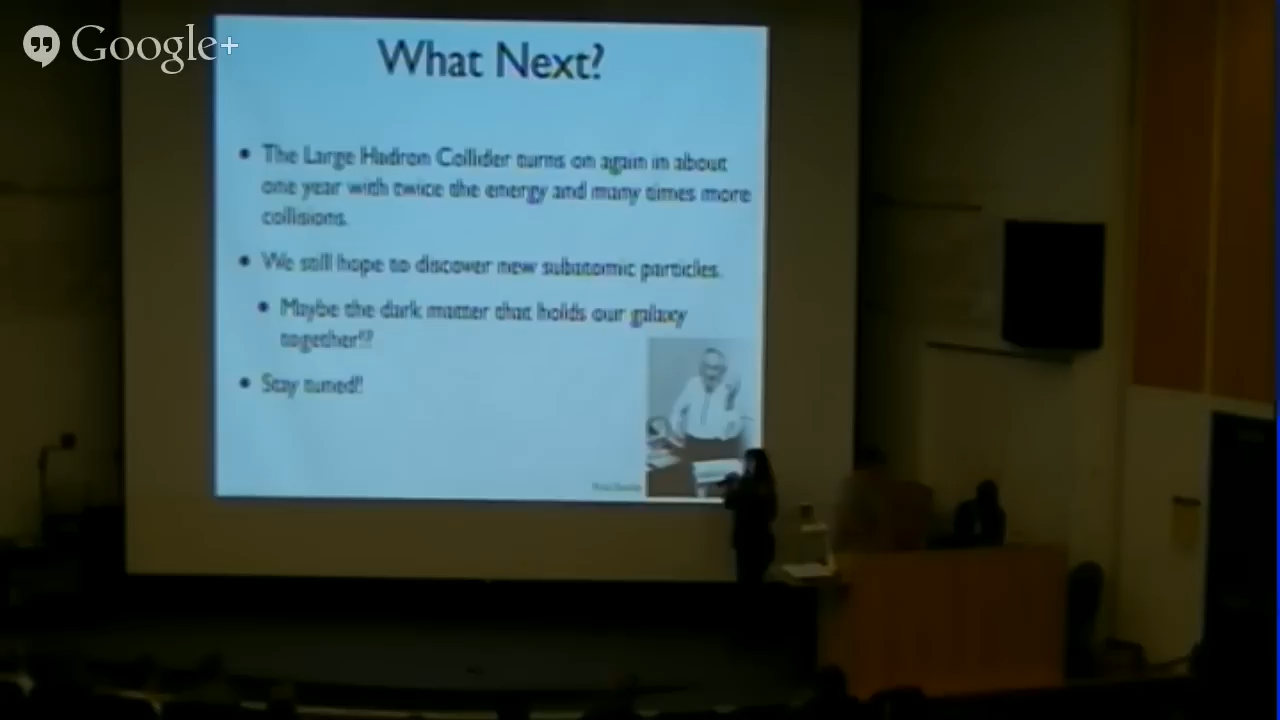 Google+
What Next?
• The Large Hadron Collider turns on again in about
one year with twice the energy and many times more
collisions.
• We still hope to discover new subatomic particles.
• Maybe the dark matter that holds our galaxy
together!?
• Stay tuned!